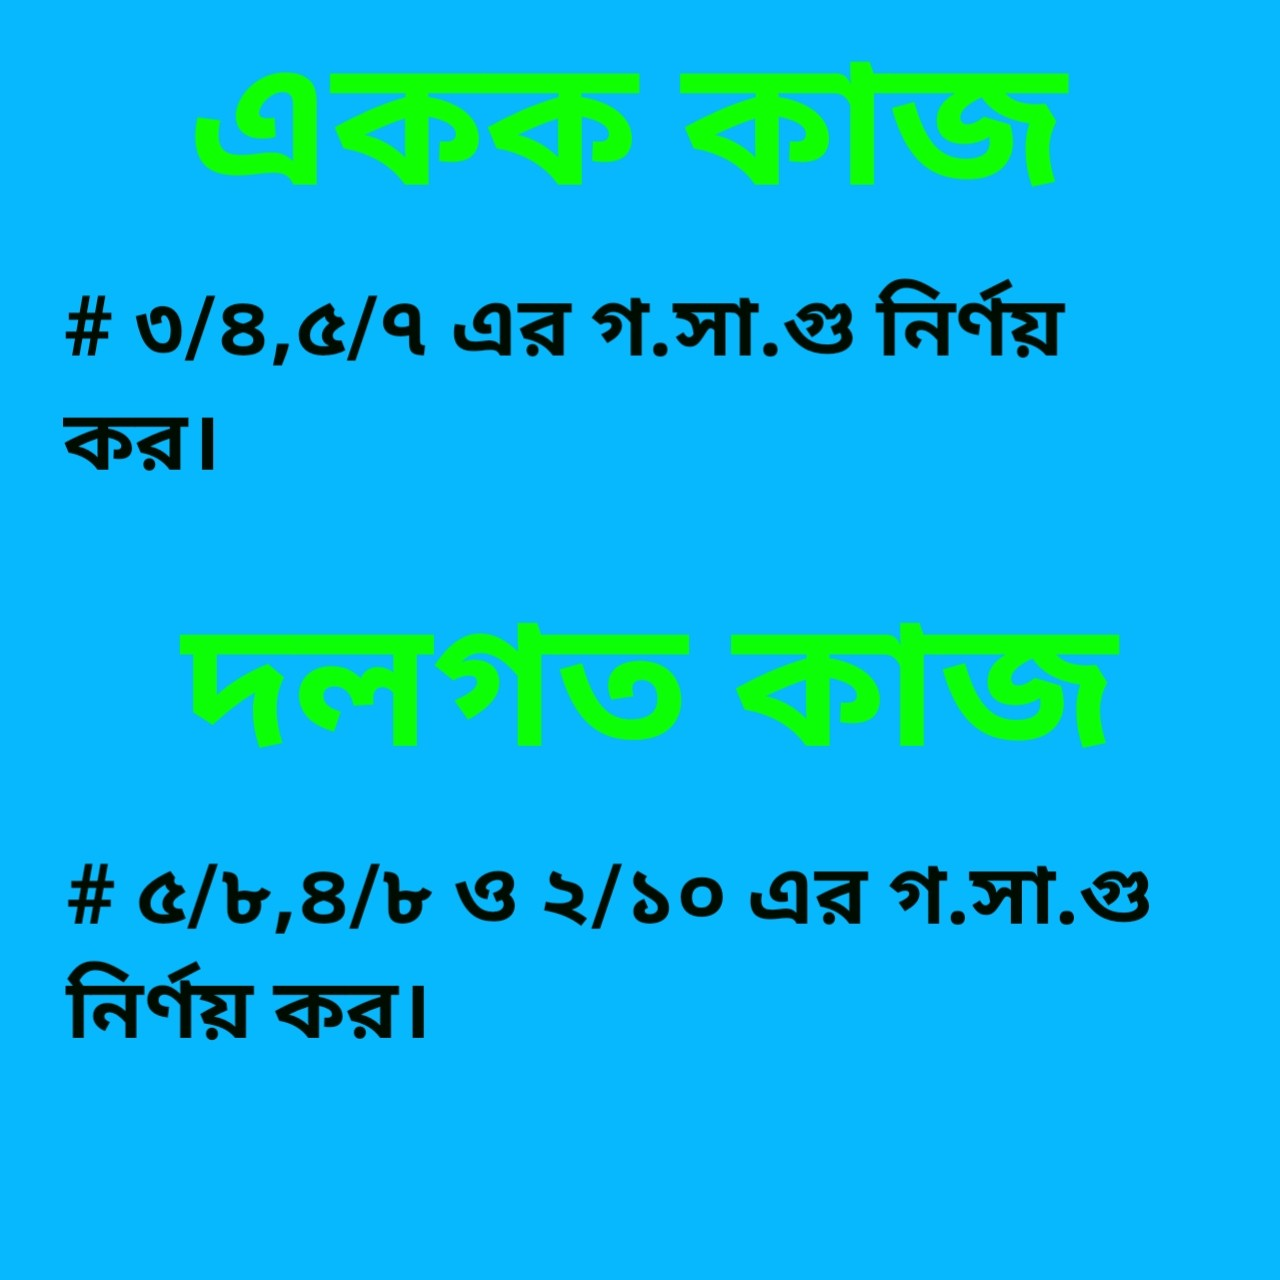 একক কাজ
# ৩/৪,৫/৭ এর গ.সা.গু নির্ণয়
কর।
দলগত কাজ
# ৫/৮,৪/৮ ও ২/১০ এর গ.সা.গু
নির্ণয় কর।